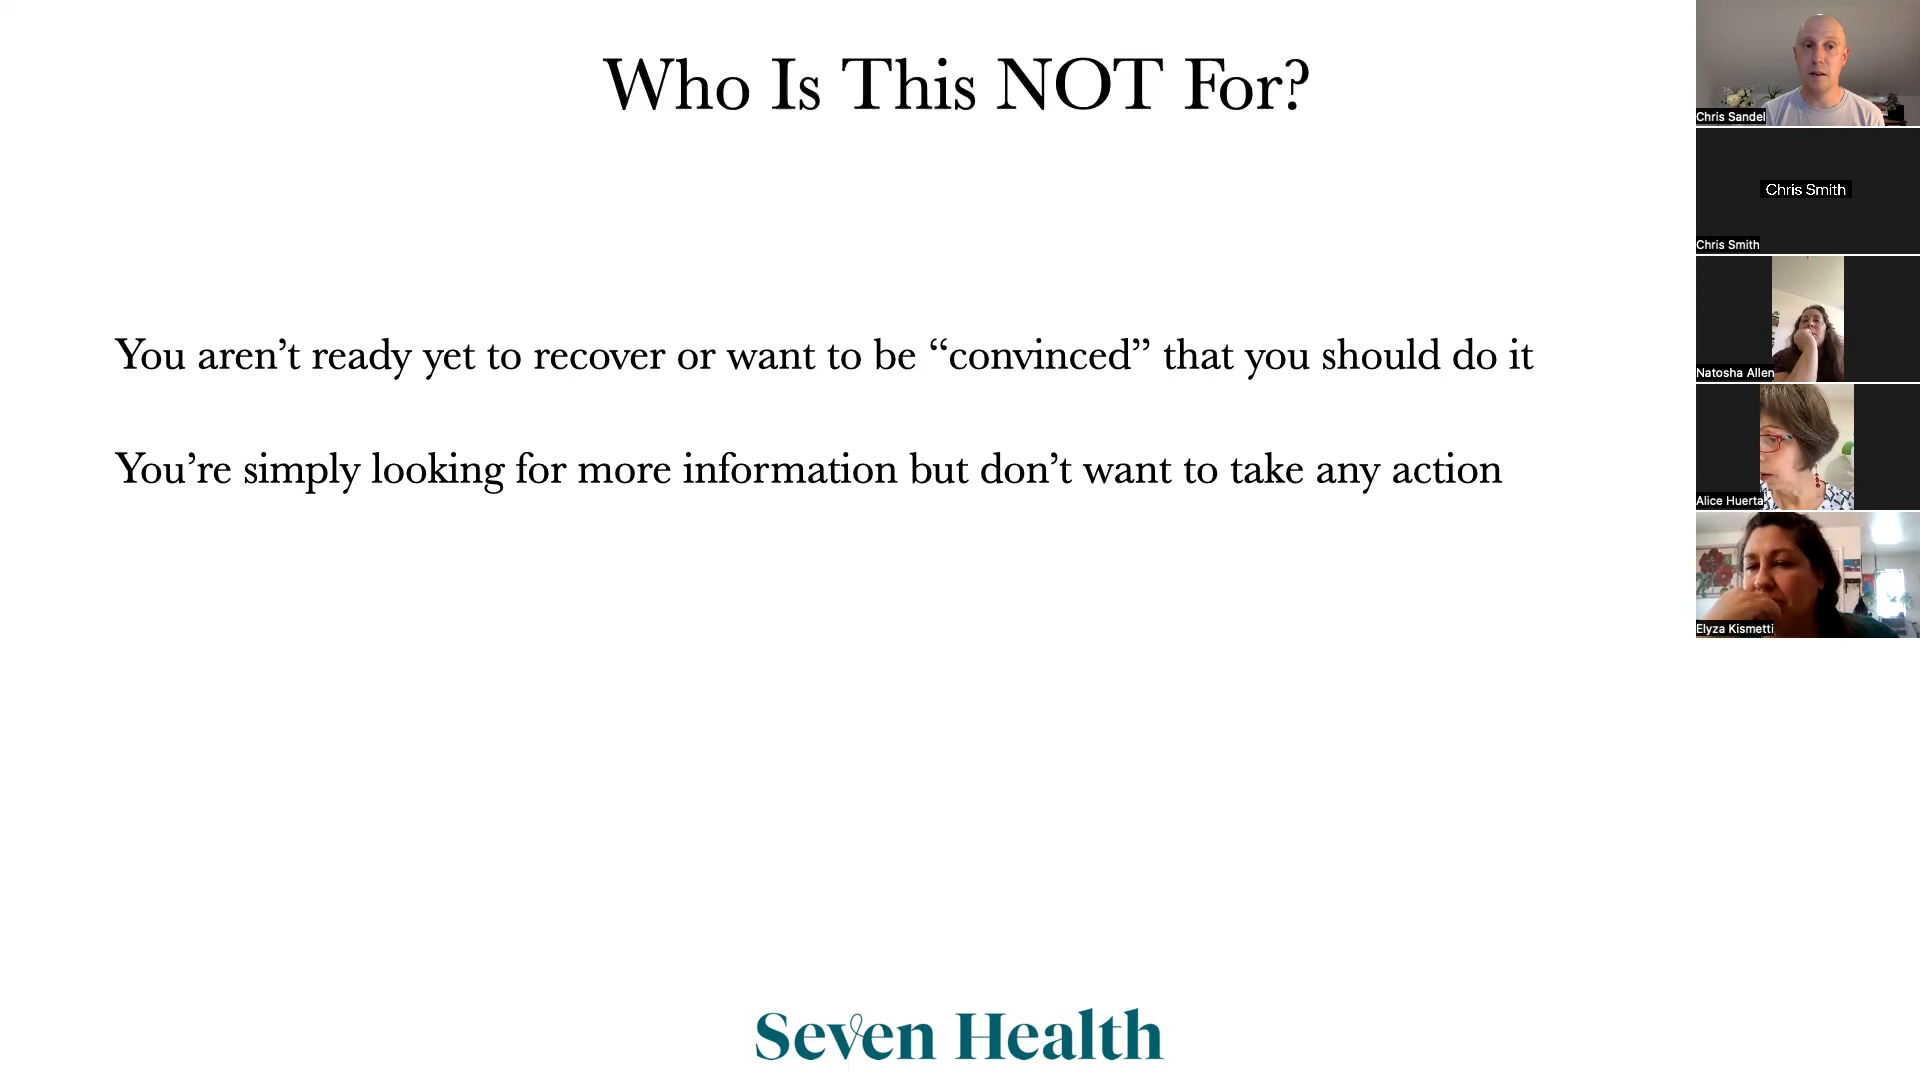 Who Is This NOT For?
You aren’t ready yet to recover or want to be “convinced” that you should do it
You’re simply looking for more information but don’t want to take any action
Seven Health
Chris Sandel
Chris Smith
Chris Smith
Natosha Allen
Alice Huerta
Elyza Kismetti